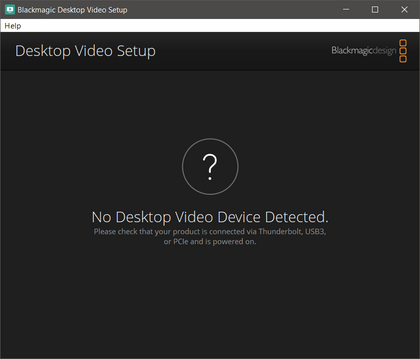 Blackmagic Desktop Video Setup
Help
Desktop Video Setup
Blackmagicdesign
?
No Desktop Video Device Detected.
Please check that your product is connected via Thunderbolt, USB3,
or PCIe and is powered on.